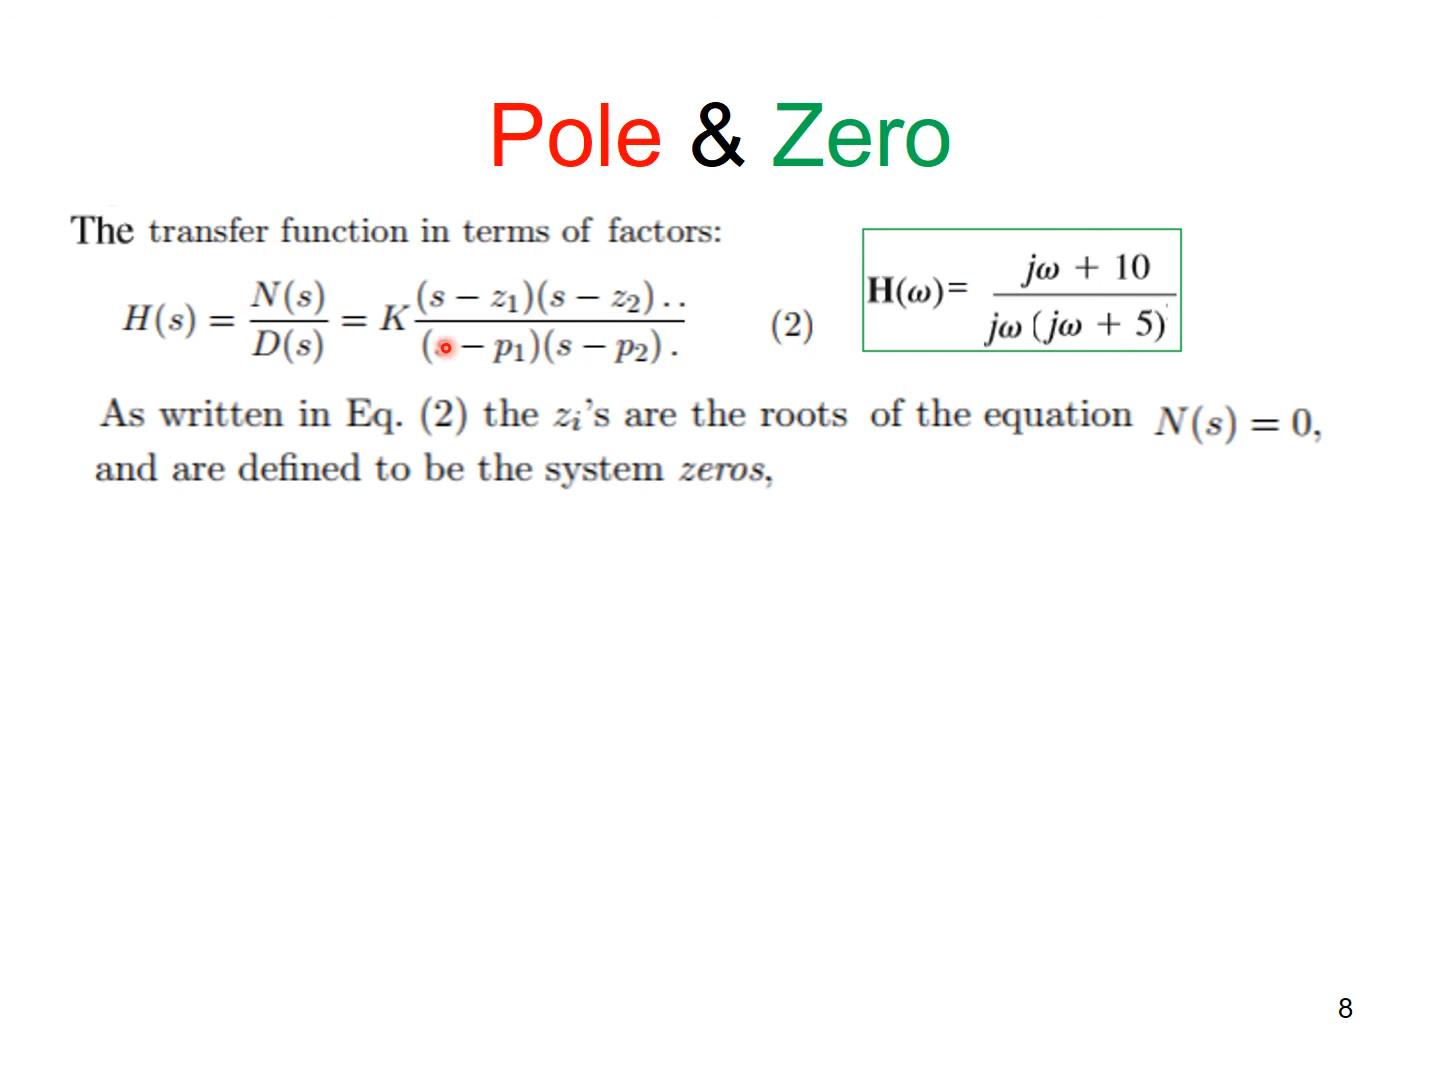 Pole & Zero
The transfer function in terms of factors:
H(s) = N(s)/D(s) = K (s − z₁)(s − z₂) . . / ( − p₁)(s − p₂) . (2)
H(ω)= jω + 10 / jω (jω + 5)
As written in Eq. (2) the zᵢ's are the roots of the equation N(s) = 0,
and are defined to be the system zeros,
8